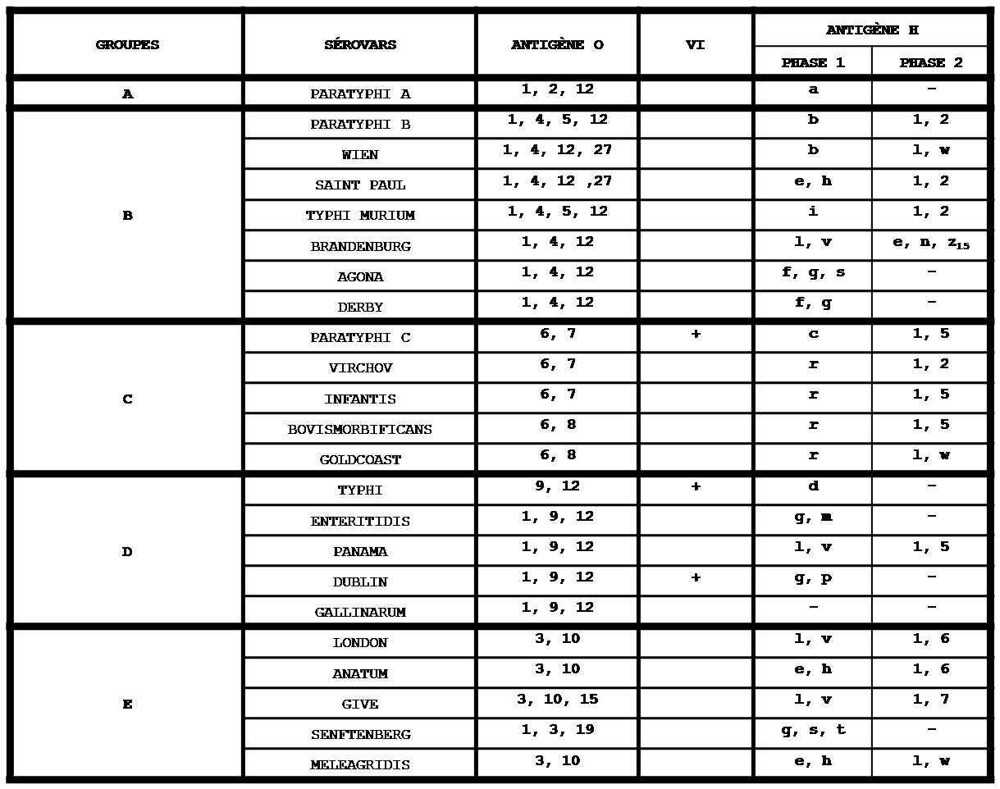 GROUPES SÉROVARS ANTIGÈNE O VI ANTIGÈNE H
PHASE 1 PHASE 2
A PARATYPHI A 1, 2, 12 a -
B PARATYPHI B 1, 4, 5, 12 b 1, 2
WIEN 1, 4, 12, 27 b l, w
SAINT PAUL 1, 4, 12 ,27 e, h 1, 2
TYPHI MURIUM 1, 4, 5, 12 i 1, 2
BRANDENBURG 1, 4, 12 l, v e, n, z15
AGONA 1, 4, 12 f, g, s -
DERBY 1, 4, 12 f, g -
C PARATYPHI C 6, 7 + c 1, 5
VIRCHOV 6, 7 r 1, 2
INFANTIS 6, 7 r 1, 5
BOVISMORBIFICANS 6, 8 r 1, 5
GOLDCOAST 6, 8 r l, w
D TYPHI 9, 12 + d -
ENTERITIDIS 1, 9, 12 g, m -
PANAMA 1, 9, 12 l, v 1, 5
DUBLIN 1, 9, 12 + g, p -
GALLINARUM 1, 9, 12 - -
E LONDON 3, 10 l, v 1, 6
ANATUM 3, 10 e, h 1, 6
GIVE 3, 10, 15 l, v 1, 7
SENFTENBERG 1, 3, 19 g, s, t -
MELEAGRIDIS 3, 10 e, h l, w